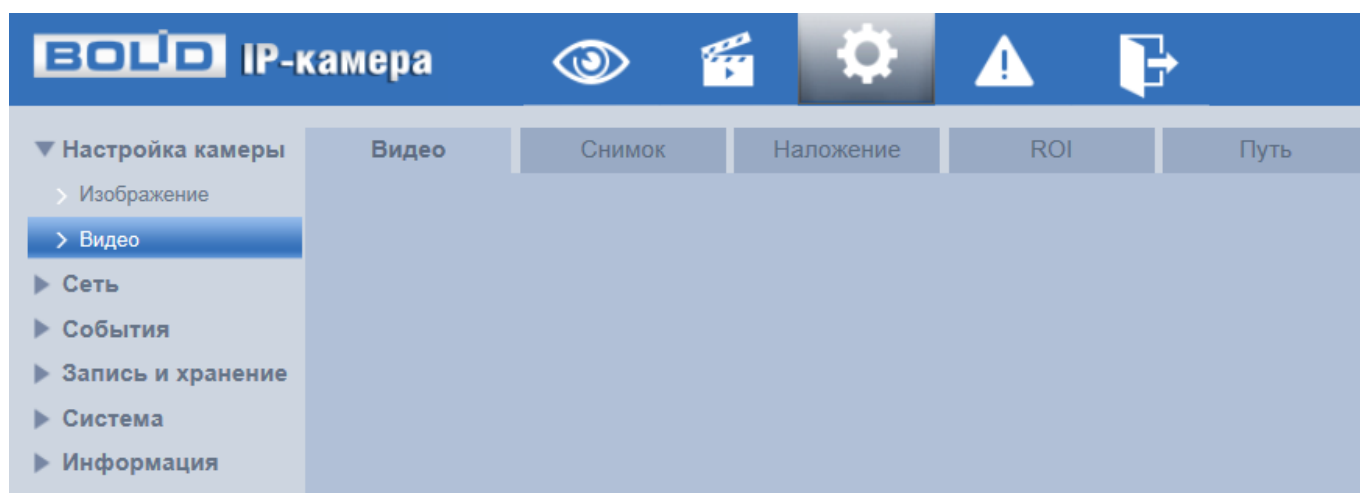 BOLID IP-камера
Настройка камеры
Видео
Снимок
Наложение
ROI
Путь
Изображение
Видео
Сеть
События
Запись и хранение
Система
Информация